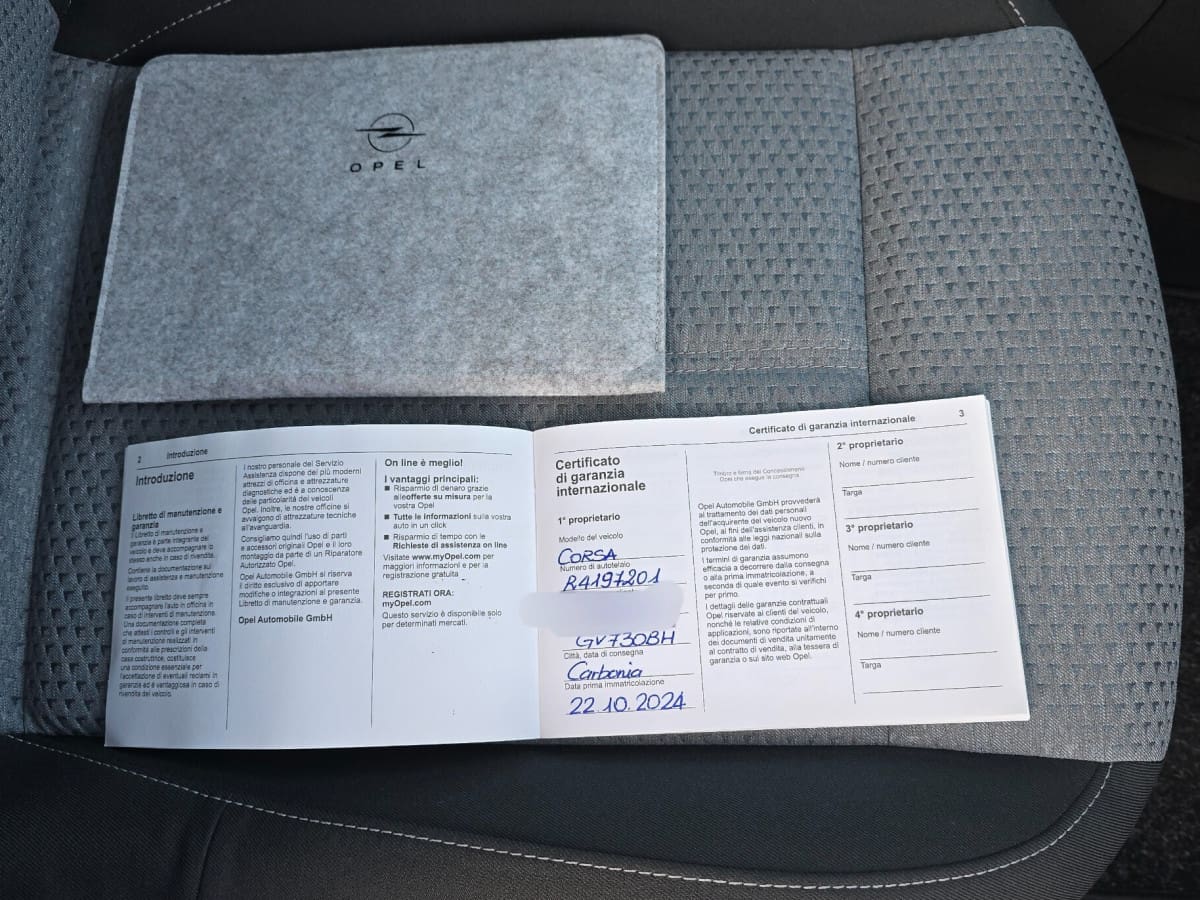 OPEL
2 Introduzione
Introduzione
Libretto di manutenzione e
garanzia
Il Libretto di manutenzione e
garanzia è parte integrante del
veicolo e deve accompagnare lo
stesso anche in caso di rivendita.
Contiene la documentazione sul
lavoro di assistenza e manutenzione
eseguito.
Il presente libretto deve sempre
accompagnare l'auto in officina in
caso di interventi di manutenzione.
Una documentazione completa
che attesti i controlli e gli interventi
di manutenzione realizzati in
conformità alle prescrizioni della
casa costruttrice, costituisce
una condizione essenziale per
l'accettazione di eventuali reclami in
garanzia ed è vantaggiosa in caso di
rivendita del veicolo.
I nostro personale del Servizio
Assistenza dispone dei più moderni
attrezzi di officina e attrezzature
diagnostiche ed é a conoscenza
delle particolarità dei veicoli
Opel. Inoltre, le nostre officine si
avvalgono di attrezzature tecniche
all'avanguardia.
Consigliamo quindi l'uso di parti
e accessori originali Opel e il loro
montaggio da parte di un Riparatore
Autorizzato Opel.
Opel Automobile GmbH si riserva
il diritto esclusivo di apportare
modifiche o integrazioni al presente
Libretto di manutenzione e garanzia.
Opel Automobile GmbH
On line è meglio!
I vantaggi principali:
■ Risparmio di denaro grazie
alleofferte su misura per la
vostra Opel
■ Tutte le informazioni sulla vostra
auto in un click
■ Risparmio di tempo con le
Richieste di assistenza on line
Visitate www.myOpel.com per
maggiori informazioni e per la
registrazione gratuita
REGISTRATI ORA:
myOpel.com
Questo servizio è disponibile solo
per determinati mercati.
Certificato di garanzia internazionale 3
Certificato
di garanzia
internazionale
1° proprietario
Modello del veicolo
CORSA
Numero di autotelaio
R4197201
GV730BH
Città, data di consegna
Carbonia
Data prima immatricolazione
22.10.2024
Timbro e firma del Concessionario
Opel che esegue la consegna
Opel Automobile GmbH provvederà
al trattamento dei dati personali
dell'acquirente del veicolo nuovo
Opel, ai fini dell'assistenza clienti, in
conformità alle leggi nazionali sulla
protezione dei dati.
I termini di garanzia assumono
efficacia a decorrere dalla consegna
o alla prima immatricolazione, a
seconda di quale evento si verifichi
per primo.
I dettagli delle garanzie contrattuali
Opel riservate ai clienti del veicolo,
nonché le relative condizioni di
applicazioni, sono riportate all'interno
dei documenti di vendita unitamente
al contratto di vendita, alla tessera di
garanzia o sul sito web Opel.
2° proprietario
Nome / numero cliente
Targa
3° proprietario
Nome / numero cliente
Targa
4° proprietario
Nome / numero cliente
Targa